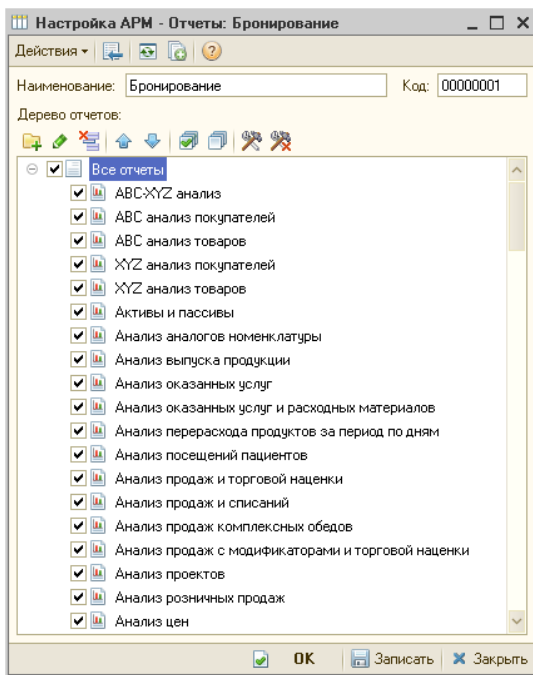 Настройка АРМ - Отчеты: Бронирование
Действия
Наименование: Бронирование Код: 00000001
Дерево отчетов:
Все отчеты
ABC-XYZ анализ
ABC анализ покупателей
ABC анализ товаров
XYZ анализ покупателей
XYZ анализ товаров
Активы и пассивы
Анализ аналогов номенклатуры
Анализ выпуска продукции
Анализ оказанных услуг
Анализ оказанных услуг и расходных материалов
Анализ перерасхода продуктов за период по дням
Анализ посещений пациентов
Анализ продаж и торговой наценки
Анализ продаж и списаний
Анализ продаж комплексных обедов
Анализ продаж с модификаторами и торговой наценки
Анализ проектов
Анализ розничных продаж
Анализ цен
OK Записать Закрыть